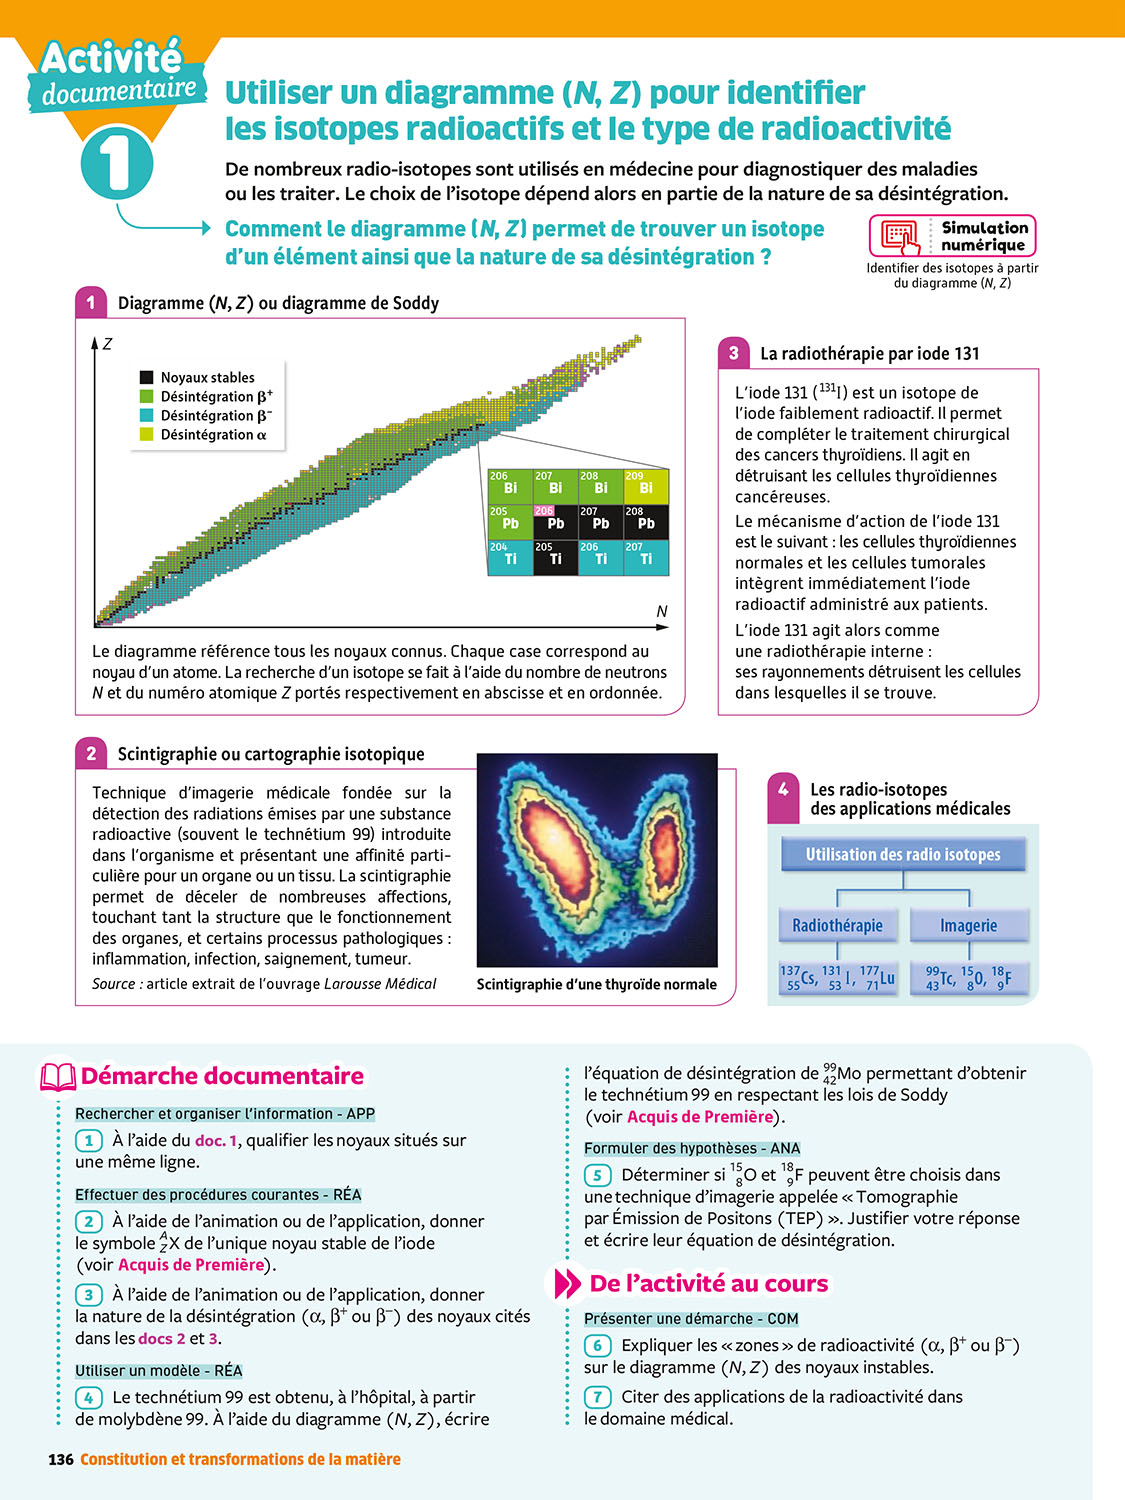 Activité
documentaire
1
Utiliser un diagramme (N, Z) pour identifier
les isotopes radioactifs et le type de radioactivité
De nombreux radio-isotopes sont utilisés en médecine pour diagnostiquer des maladies
ou les traiter. Le choix de l'isotope dépend alors en partie de la nature de sa désintégration.
Comment le diagramme (N, Z) permet de trouver un isotope
d'un élément ainsi que la nature de sa désintégration ?
Simulation
numérique
Identifier des isotopes à partir
du diagramme (N, Z)
1 Diagramme (N, Z) ou diagramme de Soddy
Z
Noyaux stables
Désintégration β⁺
Désintégration β⁻
Désintégration α
206 Bi 207 Bi 208 Bi 209 Bi
205 Pb 206 Pb 207 Pb 208 Pb
204 Ti 205 Ti 206 Ti 207 Ti
N
Le diagramme référence tous les noyaux connus. Chaque case correspond au
noyau d'un atome. La recherche d'un isotope se fait à l'aide du nombre de neutrons
N et du numéro atomique Z portés respectivement en abscisse et en ordonnée.
3 La radiothérapie par iode 131
L'iode 131 (¹³¹I) est un isotope de
l'iode faiblement radioactif. Il permet
de compléter le traitement chirurgical
des cancers thyroïdiens. Il agit en
détruisant les cellules thyroïdiennes
cancéreuses.
Le mécanisme d'action de l'iode 131
est le suivant : les cellules thyroïdiennes
normales et les cellules tumorales
intègrent immédiatement l'iode
radioactif administré aux patients.
L'iode 131 agit alors comme
une radiothérapie interne :
ses rayonnements détruisent les cellules
dans lesquelles il se trouve.
2 Scintigraphie ou cartographie isotopique
Technique d'imagerie médicale fondée sur la
détection des radiations émises par une substance
radioactive (souvent le technétium 99) introduite
dans l'organisme et présentant une affinité parti-
culière pour un organe ou un tissu. La scintigraphie
permet de déceler de nombreuses affections,
touchant tant la structure que le fonctionnement
des organes, et certains processus pathologiques :
inflammation, infection, saignement, tumeur.
Source : article extrait de l'ouvrage Larousse Médical
Scintigraphie d'une thyroïde normale
4 Les radio-isotopes
des applications médicales
Utilisation des radio isotopes
Radiothérapie
Imagerie
¹³⁷₅₅Cs, ¹³¹₅₃I, ¹⁷⁷₇₁Lu
⁹⁹₄₃Tc, ¹⁵₈O, ¹⁸₉F
Démarche documentaire
Rechercher et organiser l'information - APP
1 À l'aide du doc. 1, qualifier les noyaux situés sur
une même ligne.
Effectuer des procédures courantes - RÉA
2 À l'aide de l'animation ou de l'application, donner
le symbole ᴬ𝘡X de l'unique noyau stable de l'iode
(voir Acquis de Première).
3 À l'aide de l'animation ou de l'application, donner
la nature de la désintégration (α, β⁺ ou β⁻) des noyaux cités
dans les docs 2 et 3.
Utiliser un modèle - RÉA
4 Le technétium 99 est obtenu, à l'hôpital, à partir
de molybdène 99. À l'aide du diagramme (N, Z), écrire
l'équation de désintégration de ⁹⁹₄₂Mo permettant d'obtenir
le technétium 99 en respectant les lois de Soddy
(voir Acquis de Première).
Formuler des hypothèses - ANA
5 Déterminer si ¹⁵₈O et ¹⁸₉F peuvent être choisis dans
une technique d'imagerie appelée « Tomographie
par Émission de Positons (TEP) ». Justifier votre réponse
et écrire leur équation de désintégration.
De l'activité au cours
Présenter une démarche - COM
6 Expliquer les « zones » de radioactivité (α, β⁺ ou β⁻)
sur le diagramme (N, Z) des noyaux instables.
7 Citer des applications de la radioactivité dans
le domaine médical.
136 Constitution et transformations de la matière